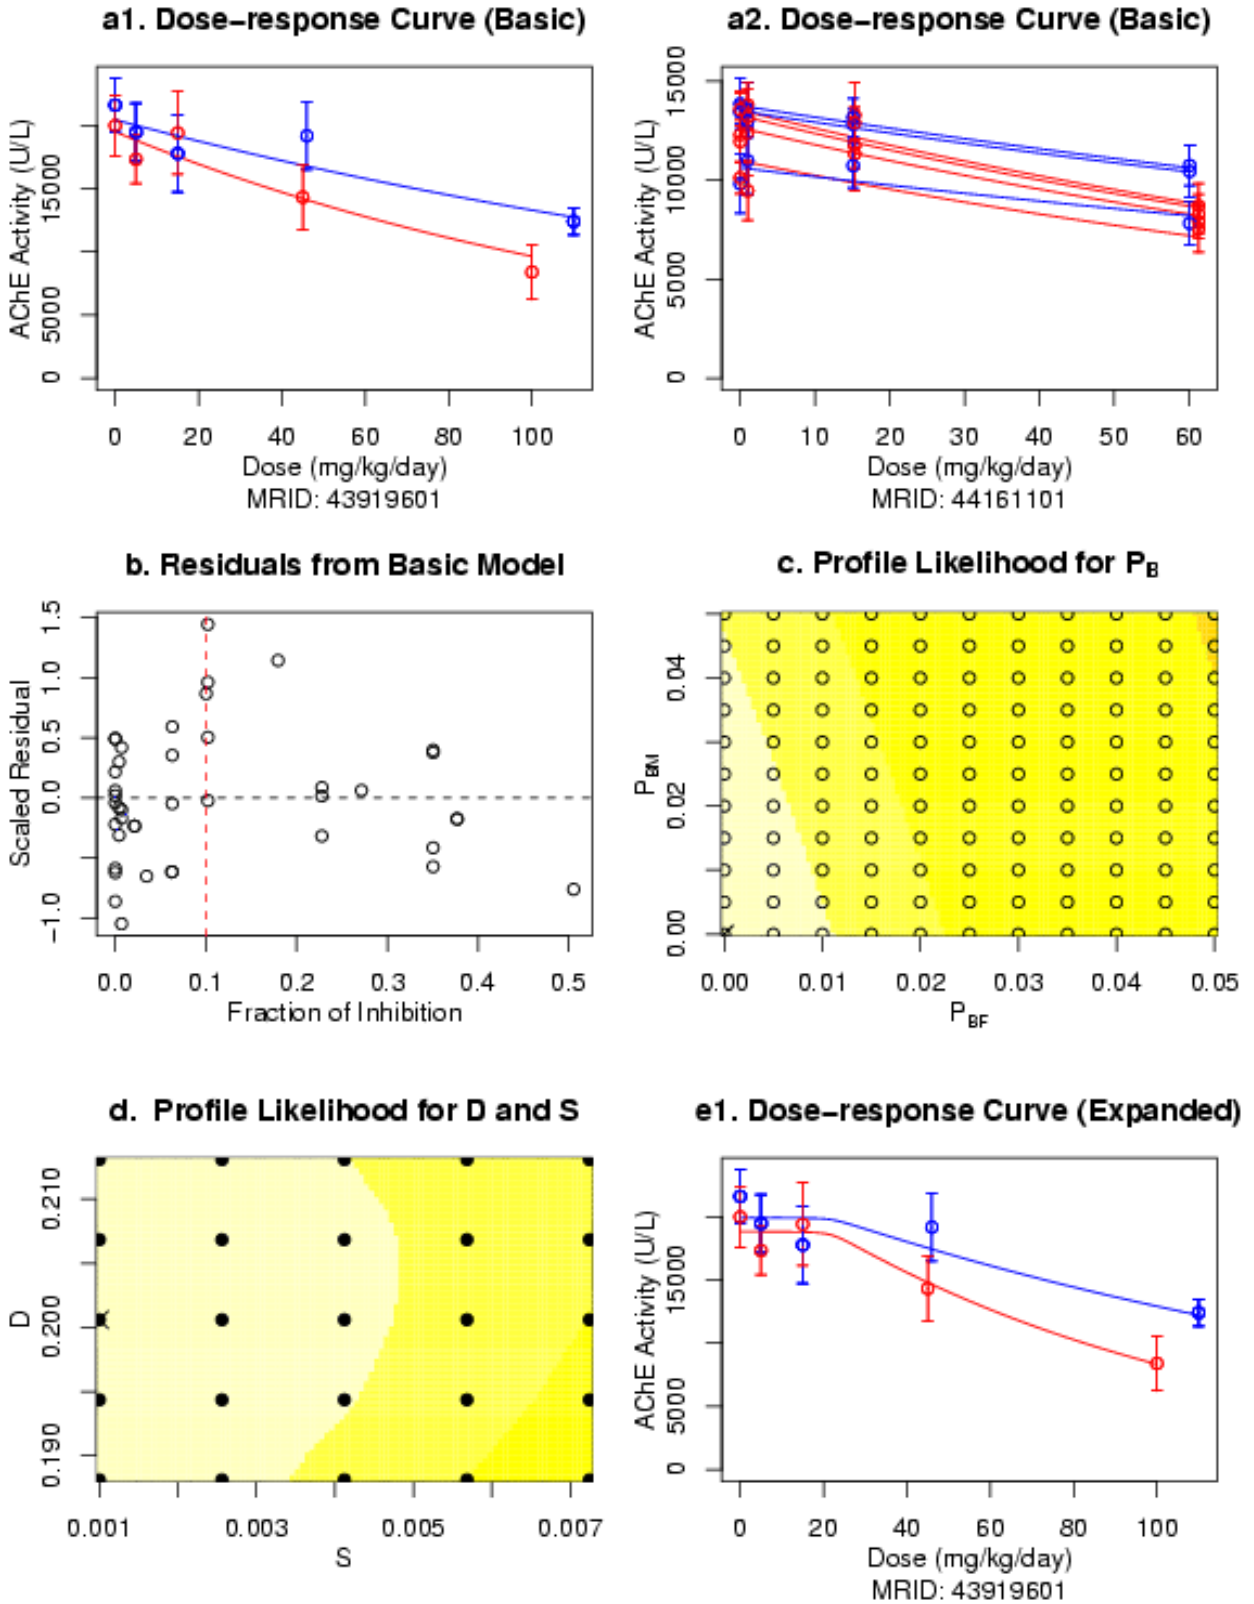 a1. Dose-response Curve (Basic)
AChE Activity (U/L)
0 5000 15000
0 20 40 60 80 100
Dose (mg/kg/day)
MRID: 43919601
a2. Dose-response Curve (Basic)
AChE Activity (U/L)
0 5000 10000 15000
0 10 20 30 40 50 60
Dose (mg/kg/day)
MRID: 44161101
b. Residuals from Basic Model
Scaled Residual
-1.0 0.0 0.5 1.0 1.5
0.0 0.1 0.2 0.3 0.4 0.5
Fraction of Inhibition
c. Profile Likelihood for PB
PBM
0.00 0.02 0.04
0.00 0.01 0.02 0.03 0.04 0.05
PBF
d. Profile Likelihood for D and S
D
0.190 0.200 0.210
0.001 0.003 0.005 0.007
S
e1. Dose-response Curve (Expanded)
AChE Activity (U/L)
0 5000 15000
0 20 40 60 80 100
Dose (mg/kg/day)
MRID: 43919601